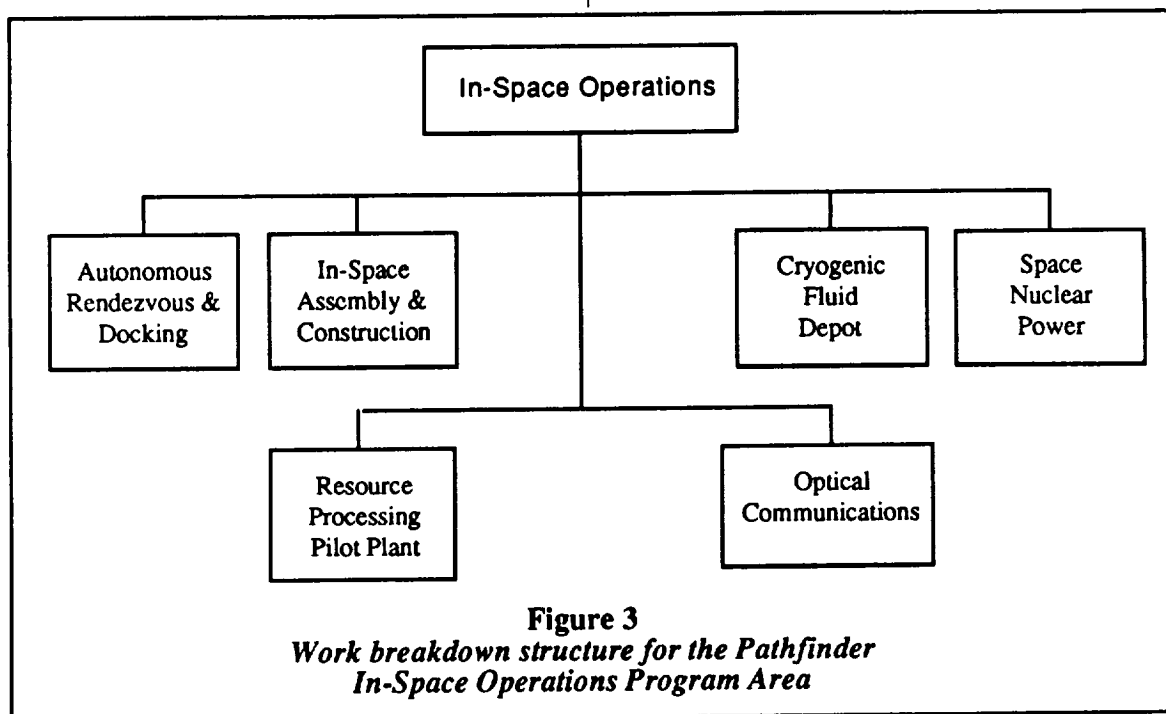 In-Space Operations
Autonomous
Rendezvous &
Docking
In-Space
Assembly &
Construction
Cryogenic
Fluid
Depot
Space
Nuclear
Power
Resource
Processing
Pilot Plant
Optical
Communications
Figure 3
Work breakdown structure for the Pathfinder
In-Space Operations Program Area